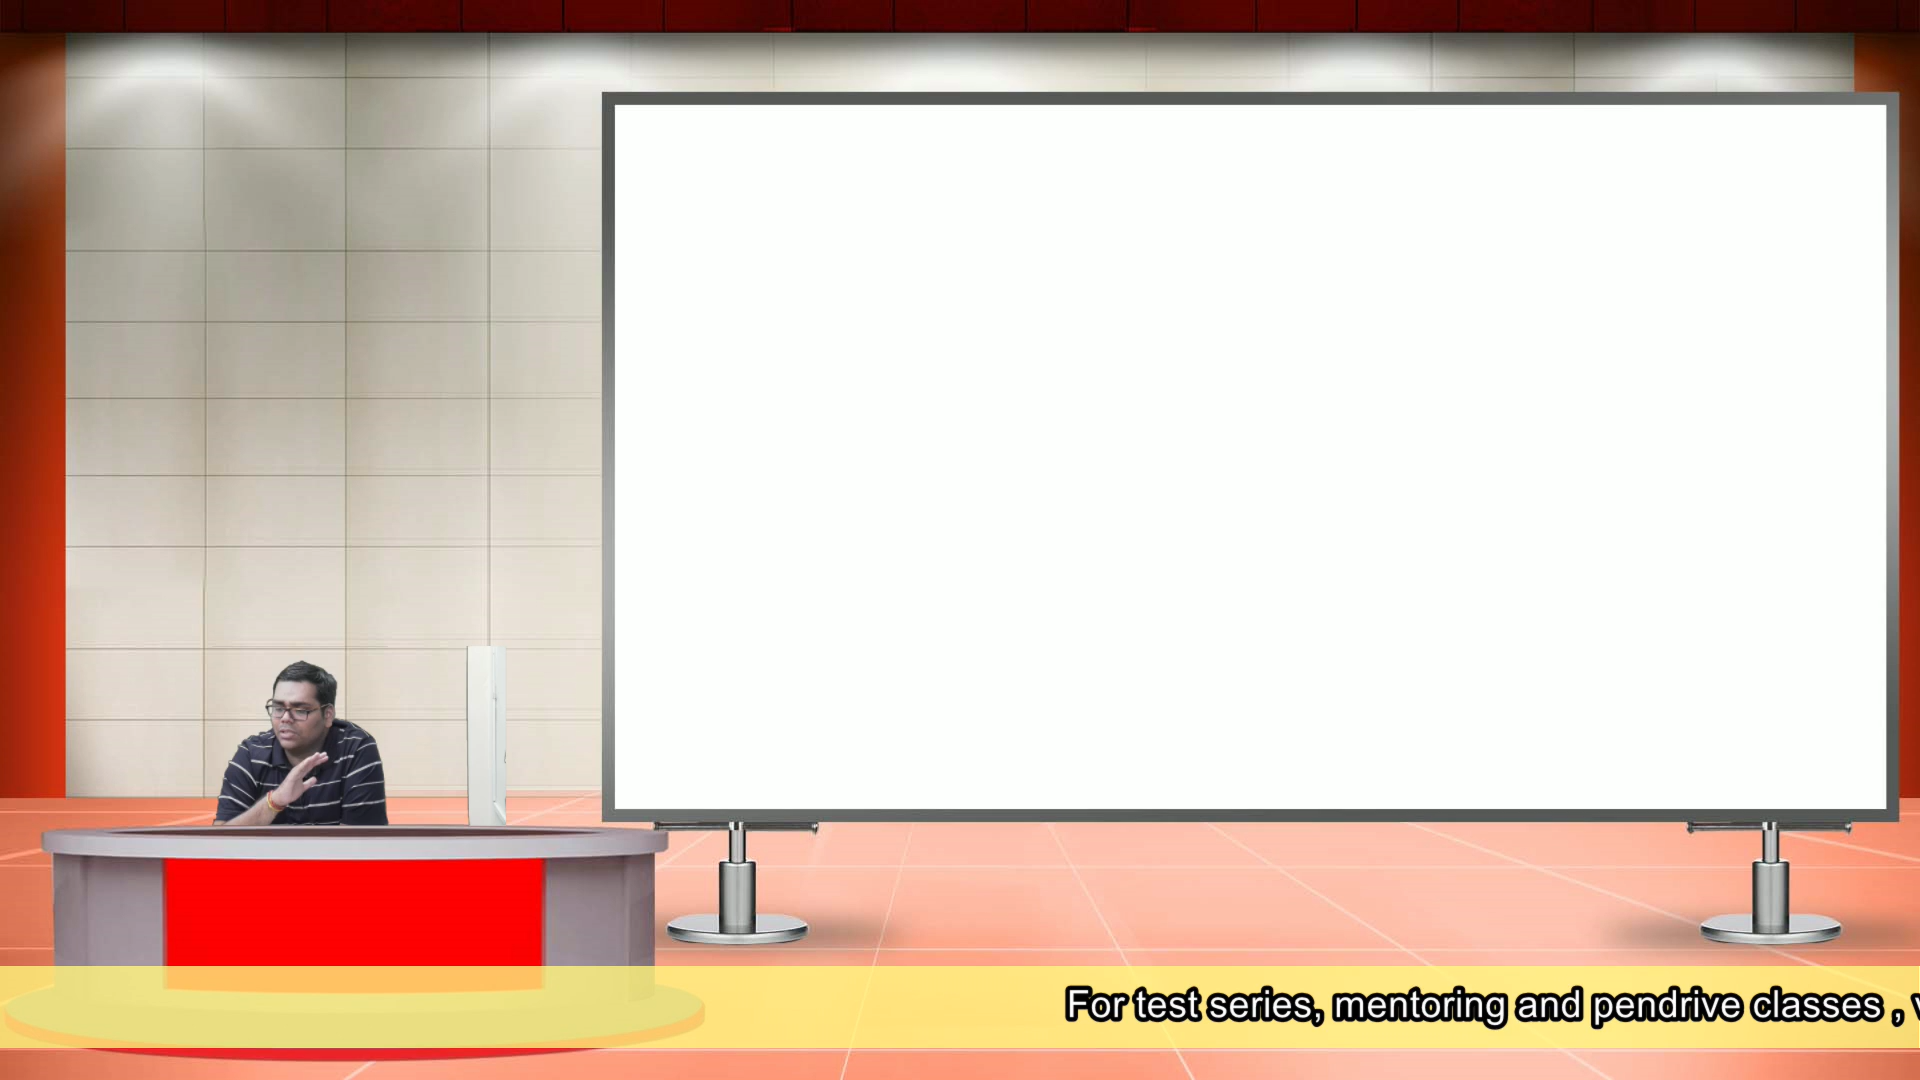 For test series, mentoring and pendrive classes ,